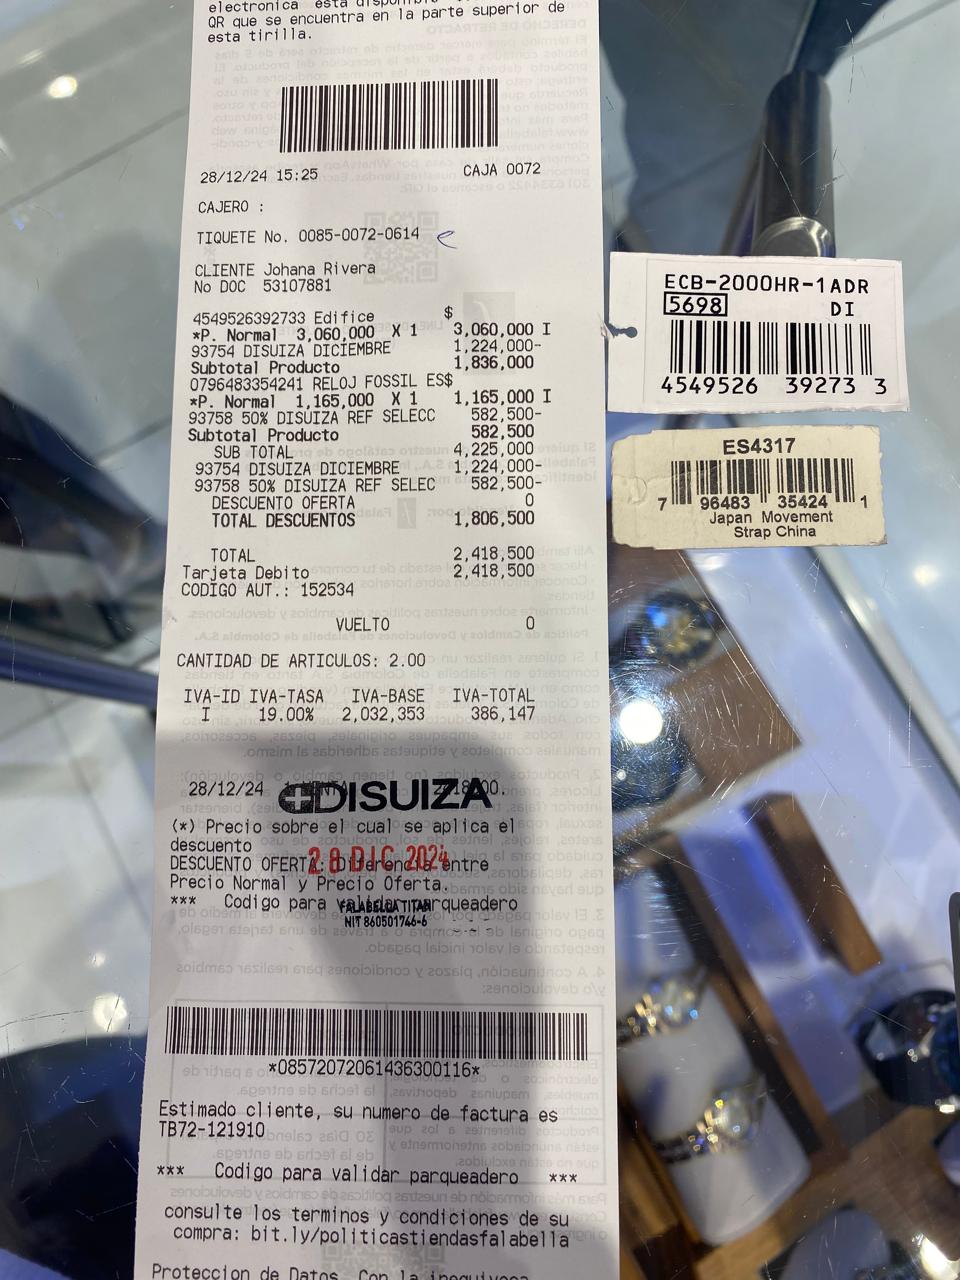 electronica esta
QR que se encuentra en la parte superior de
esta tirilla.
28/12/24 15:25 CAJA 0072
CAJERO :
TIQUETE No. 0085-0072-0614
CLIENTE Johana Rivera
No DOC 53107881
$
4549526392733 Edifice
*P. Normal 3,060,000 X 1 3,060,000 I
93754 DISUIZA DICIEMBRE 1,224,000-
Subtotal Producto 1,836,000
0796483354241 RELOJ FOSSIL ES$
*P. Normal 1,165,000 X 1 1,165,000 I
93758 50% DISUIZA REF SELECC 582,500-
Subtotal Producto 582,500
SUB TOTAL 4,225,000
93754 DISUIZA DICIEMBRE 1,224,000-
93758 50% DISUIZA REF SELEC 582,500-
DESCUENTO OFERTA 0
TOTAL DESCUENTOS 1,806,500
TOTAL 2,418,500
Tarjeta Debito 2,418,500
CODIGO AUT.: 152534
VUELTO 0
CANTIDAD DE ARTICULOS: 2.00
IVA-ID IVA-TASA IVA-BASE IVA-TOTAL
I 19.00% 2,032,353 386,147
28/12/24
DISUIZA
(*) Precio sobre el cual se aplica el
descuento
DESCUENTO OFERTA: Diferencia entre
28 DIC 2024
Precio Normal y Precio Oferta.
*** Codigo para validar parqueadero
FALABELLA TITAN
NIT 860501746-6
*08572072061436300116*
Estimado cliente, su numero de factura es
TB72-121910
*** Codigo para validar parqueadero ***
consulte los terminos y condiciones de su
compra: bit.ly/politicastiendasfalabella
Proteccion de Datos. Con la inequivoca
ECB-2000HR-1ADR
5698 DI
4549526 39273 3
ES4317
7 96483 35424 1
Japan Movement
Strap China